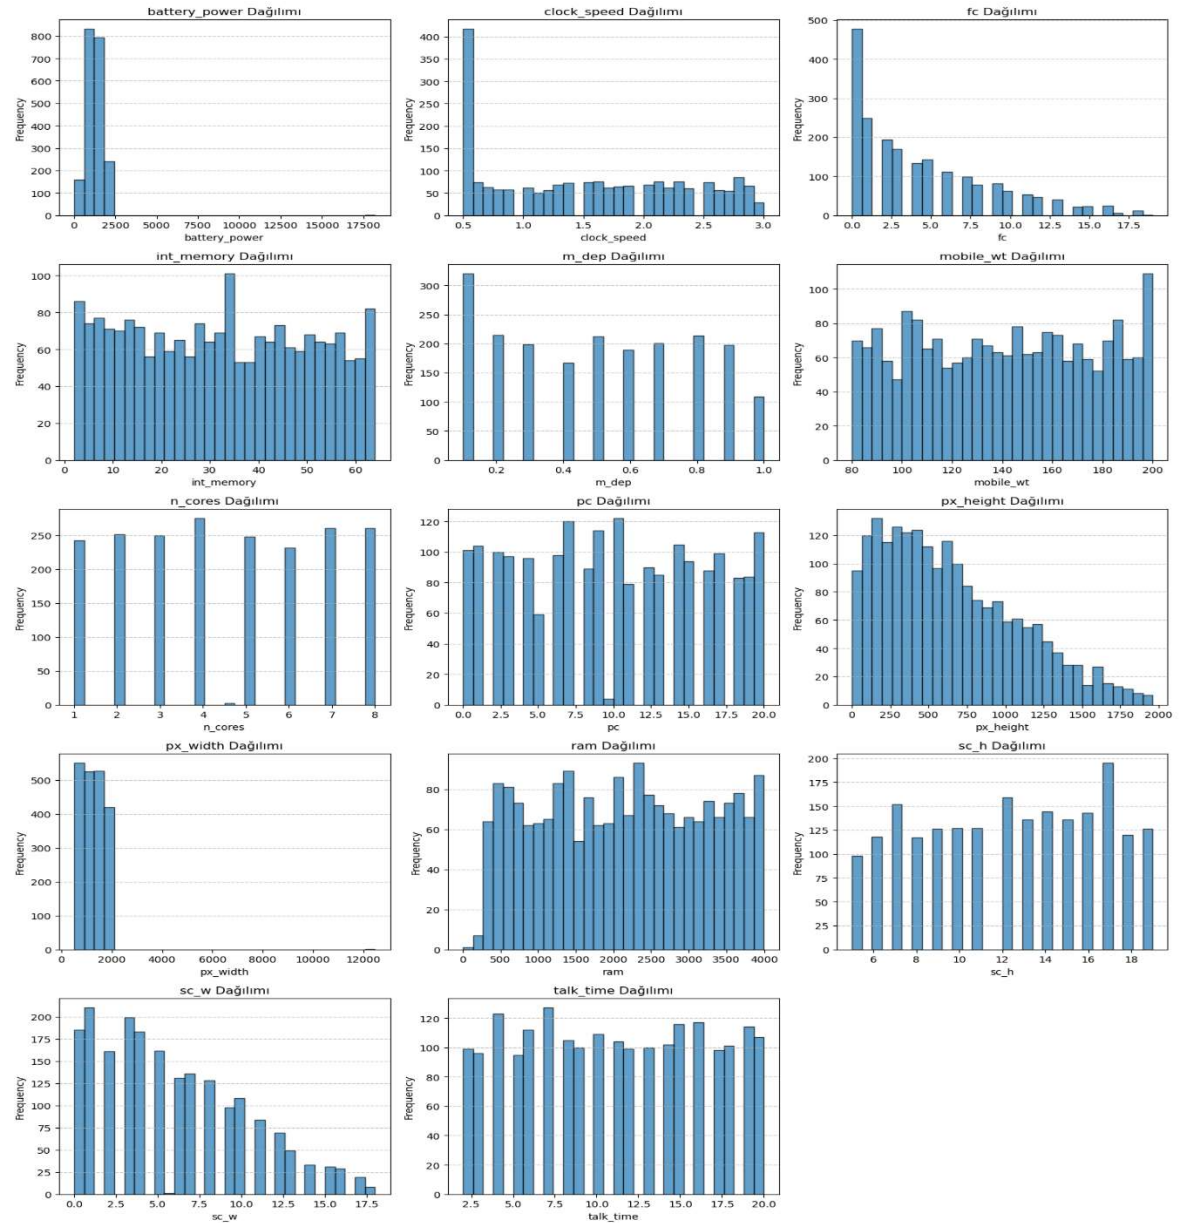 battery_power Dağılımı
800
700
600
500
400
300
200
100
0
Frequency
0 2500 5000 7500 10000 12500 15000 17500
battery_power
clock_speed Dağılımı
400
350
300
250
200
150
100
50
0
Frequency
0.5 1.0 1.5 2.0 2.5 3.0
clock_speed
fc Dağılımı
500
400
300
200
100
0
Frequency
0.0 2.5 5.0 7.5 10.0 12.5 15.0 17.5
fc
int_memory Dağılımı
100
80
60
40
20
0
Frequency
0 10 20 30 40 50 60
int_memory
m_dep Dağılımı
300
250
200
150
100
50
0
Frequency
0.2 0.4 0.6 0.8 1.0
m_dep
mobile_wt Dağılımı
100
80
60
40
20
0
Frequency
80 100 120 140 160 180 200
mobile_wt
n_cores Dağılımı
250
200
150
100
50
0
Frequency
1 2 3 4 5 6 7 8
n_cores
pc Dağılımı
120
100
80
60
40
20
0
Frequency
0.0 2.5 5.0 7.5 10.0 12.5 15.0 17.5 20.0
pc
px_height Dağılımı
120
100
80
60
40
20
0
Frequency
0 250 500 750 1000 1250 1500 1750 2000
px_height
px_width Dağılımı
500
400
300
200
100
0
Frequency
0 2000 4000 6000 8000 10000 12000
px_width
ram Dağılımı
80
60
40
20
0
Frequency
0 500 1000 1500 2000 2500 3000 3500 4000
ram
sc_h Dağılımı
200
175
150
125
100
75
50
25
0
Frequency
6 8 10 12 14 16 18
sc_h
sc_w Dağılımı
200
175
150
125
100
75
50
25
0
Frequency
0.0 2.5 5.0 7.5 10.0 12.5 15.0 17.5
sc_w
talk_time Dağılımı
120
100
80
60
40
20
0
Frequency
2.5 5.0 7.5 10.0 12.5 15.0 17.5 20.0
talk_time